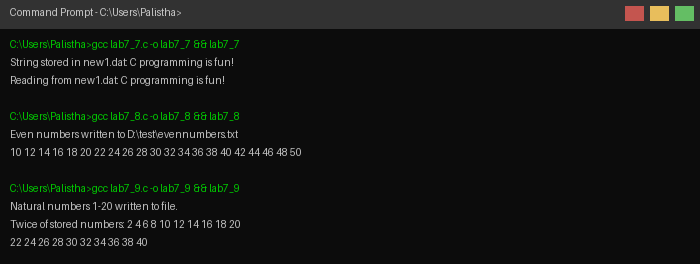 Command Prompt - C:\Users\Palistha>
C:\Users\Palistha>gcc lab7_7.c -o lab7_7 && lab7_7
String stored in new1.dat: C programming is fun!
Reading from new1.dat: C programming is fun!
C:\Users\Palistha>gcc lab7_8.c -o lab7_8 && lab7_8
Even numbers written to D:\test\evennumbers.txt
10 12 14 16 18 20 22 24 26 28 30 32 34 36 38 40 42 44 46 48 50
C:\Users\Palistha>gcc lab7_9.c -o lab7_9 && lab7_9
Natural numbers 1-20 written to file.
Twice of stored numbers: 2 4 6 8 10 12 14 16 18 20
22 24 26 28 30 32 34 36 38 40